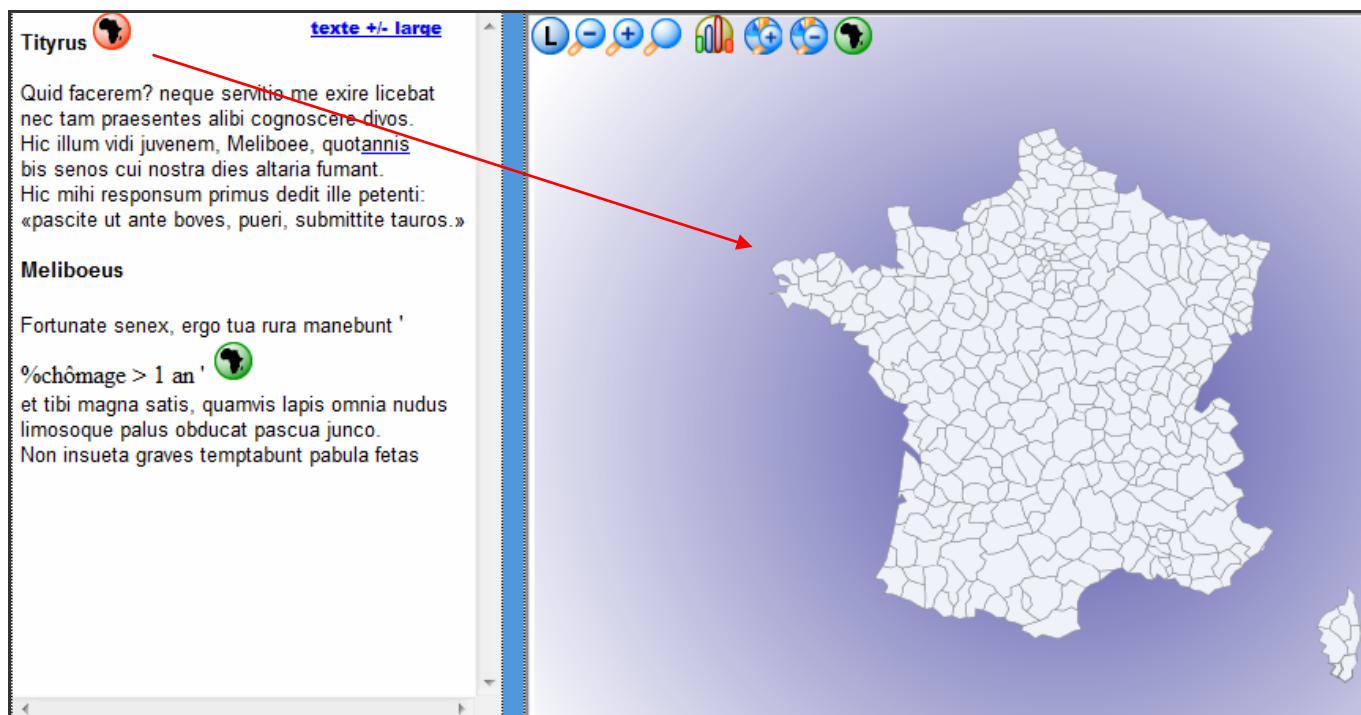 Tityrus
texte +/- large
L
Quid facerem? neque servitio me exire licebat
nec tam praesentes alibi cognoscere divos.
Hic illum vidi juvenem, Meliboee, quotannis
bis senos cui nostra dies altaria fumant.
Hic mihi responsum primus dedit ille petenti:
«pascite ut ante boves, pueri, submittite tauros.»
Meliboeus
Fortunate senex, ergo tua rura manebunt '
%chômage > 1 an '
et tibi magna satis, quamvis lapis omnia nudus
limosoque palus obducat pascua junco.
Non insueta graves temptabunt pabula fetas